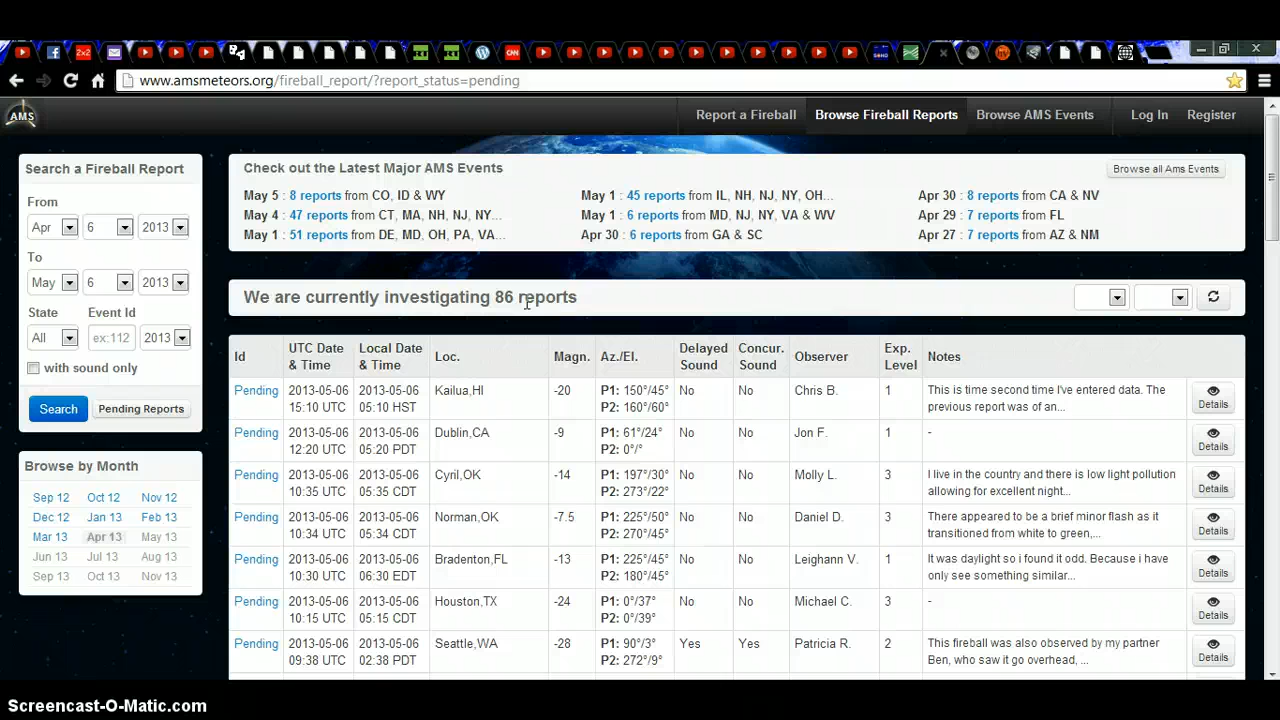 2x2
CNN
send
www.amsmeteors.org/fireball_report/?report_status=pending
AMS
Report a Fireball
Browse Fireball Reports
Browse AMS Events
Log In
Register
Search a Fireball Report
From
Apr 6 2013
To
May 6 2013
State Event Id
All ex:112 2013
with sound only
Search Pending Reports
Browse by Month
Sep 12 Oct 12 Nov 12
Dec 12 Jan 13 Feb 13
Mar 13 Apr 13 May 13
Jun 13 Jul 13 Aug 13
Sep 13 Oct 13 Nov 13
Check out the Latest Major AMS Events
Browse all Ams Events
May 5 : 8 reports from CO, ID & WY
May 1 : 45 reports from IL, NH, NJ, NY, OH...
Apr 30 : 8 reports from CA & NV
May 4 : 47 reports from CT, MA, NH, NJ, NY...
May 1 : 6 reports from MD, NJ, NY, VA & WV
Apr 29 : 7 reports from FL
May 1 : 51 reports from DE, MD, OH, PA, VA...
Apr 30 : 6 reports from GA & SC
Apr 27 : 7 reports from AZ & NM
We are currently investigating 86 reports
Id UTC Date & Time Local Date & Time Loc. Magn. Az./El. Delayed Sound Concur. Sound Observer Exp. Level Notes
Pending 2013-05-06 2013-05-06 Kailua,HI -20 P1: 150°/45° No No Chris B. 1 This is time second time I've entered data. The
15:10 UTC 05:10 HST P2: 160°/60° previous report was of an... Details
Pending 2013-05-06 2013-05-06 Dublin,CA -9 P1: 61°/24° No No Jon F. 1 -
12:20 UTC 05:20 PDT P2: 0°/° Details
Pending 2013-05-06 2013-05-06 Cyril,OK -14 P1: 197°/30° No No Molly L. 3 I live in the country and there is low light pollution
10:35 UTC 05:35 CDT P2: 273°/22° allowing for excellent night... Details
Pending 2013-05-06 2013-05-06 Norman,OK -7.5 P1: 225°/50° No No Daniel D. 3 There appeared to be a brief minor flash as it
10:34 UTC 05:34 CDT P2: 270°/45° transitioned from white to green,... Details
Pending 2013-05-06 2013-05-06 Bradenton,FL -13 P1: 225°/45° No No Leighann V. 1 It was daylight so i found it odd. Because i have
10:30 UTC 06:30 EDT P2: 180°/45° only see something similar... Details
Pending 2013-05-06 2013-05-06 Houston,TX -24 P1: 0°/37° No No Michael C. 3 -
10:15 UTC 05:15 CDT P2: 0°/39° Details
Pending 2013-05-06 2013-05-06 Seattle,WA -28 P1: 90°/3° Yes Yes Patricia R. 2 This fireball was also observed by my partner
09:38 UTC 02:38 PDT P2: 272°/9° Ben, who saw it go overhead, ... Details
Screencast-O-Matic.com